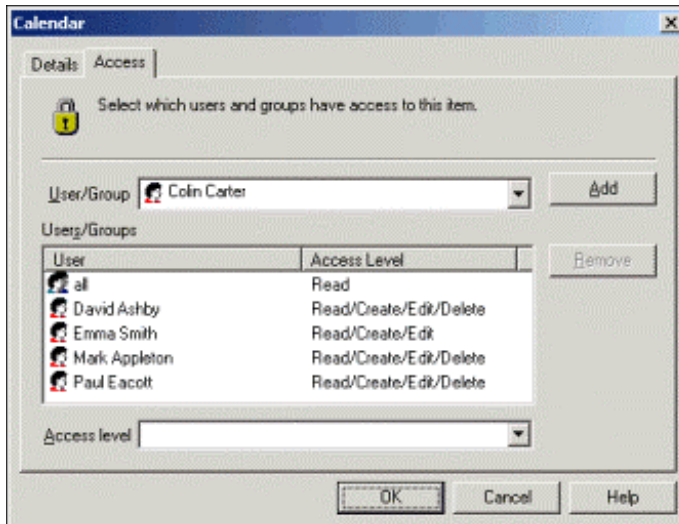 Calendar
Details Access
Select which users and groups have access to this item.
User/Group Colin Carter Add
Users/Groups
User Access Level Remove
all Read
David Ashby Read/Create/Edit/Delete
Emma Smith Read/Create/Edit
Mark Appleton Read/Create/Edit/Delete
Paul Eacott Read/Create/Edit/Delete
Access level
OK Cancel Help